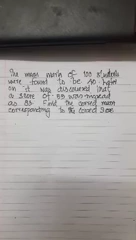 The mean mark of 100 students
were found to be 40. Later
on it was discovered that
a score of 53 was misread
as 83. Find the correct mean
corresponding to the correct score